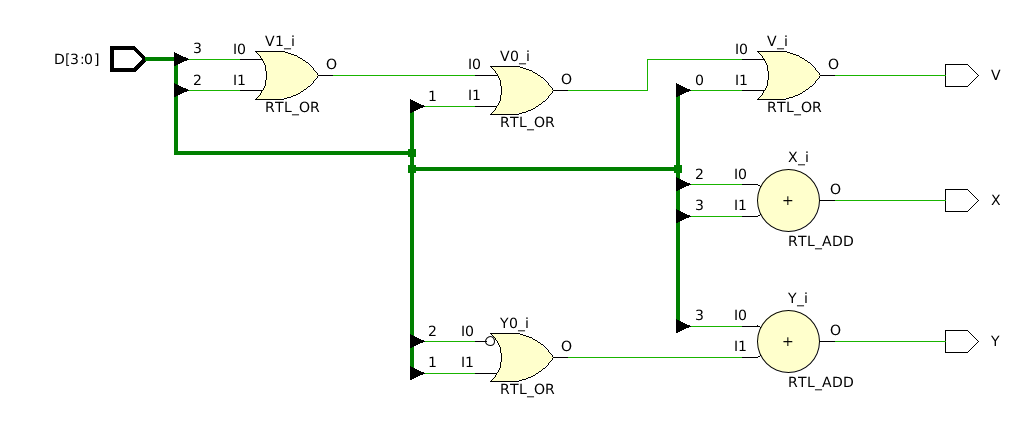 V1_i
V0_i
V_i
D[3:0]
3 I0 O
2 I1
RTL_OR
I0 O
1 I1
RTL_OR
I0 O
0 I1
RTL_OR
V
X_i
2 I0 O
3 I1
RTL_ADD
X
Y0_i
2 I0 O
1 I1
RTL_OR
Y_i
3 I0 O
I1
RTL_ADD
Y